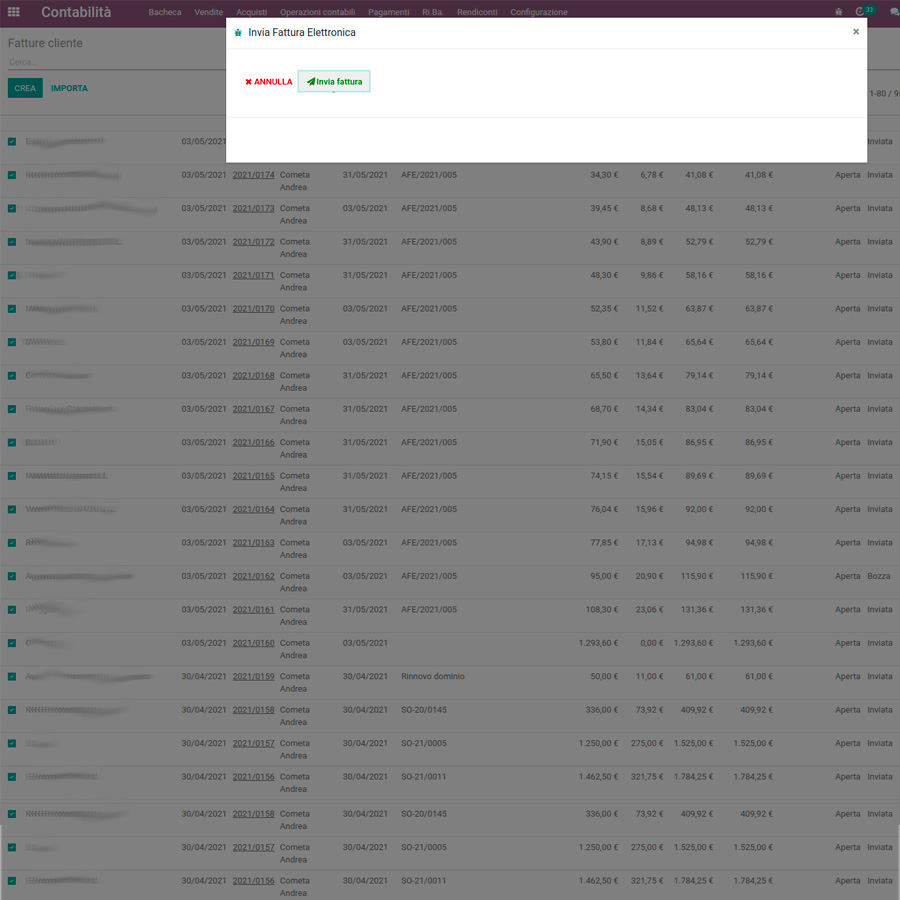 Contabilità Bacheca Vendite Acquisti Operazioni contabili Pagamenti Ri.Ba. Rendiconti Configurazione 33
Invia Fattura Elettronica ×
Fatture cliente
Cerca...
ANNULLA Invia fattura
CREA IMPORTA
1-80 / 9
03/05/2021 Inviata
03/05/2021 2021/0174 Cometa 31/05/2021 AFE/2021/005 34,30 € 6,78 € 41,08 € 41,08 € Aperta Inviata
Andrea
03/05/2021 2021/0173 Cometa 03/05/2021 AFE/2021/005 39,45 € 8,68 € 48,13 € 48,13 € Aperta Inviata
Andrea
03/05/2021 2021/0172 Cometa 31/05/2021 AFE/2021/005 43,90 € 8,89 € 52,79 € 52,79 € Aperta Inviata
Andrea
03/05/2021 2021/0171 Cometa 31/05/2021 AFE/2021/005 48,30 € 9,86 € 58,16 € 58,16 € Aperta Inviata
Andrea
03/05/2021 2021/0170 Cometa 03/05/2021 AFE/2021/005 52,35 € 11,52 € 63,87 € 63,87 € Aperta Inviata
Andrea
03/05/2021 2021/0169 Cometa 03/05/2021 AFE/2021/005 53,80 € 11,84 € 65,64 € 65,64 € Aperta Inviata
Andrea
03/05/2021 2021/0168 Cometa 31/05/2021 AFE/2021/005 65,50 € 13,64 € 79,14 € 79,14 € Aperta Inviata
Andrea
03/05/2021 2021/0167 Cometa 31/05/2021 AFE/2021/005 68,70 € 14,34 € 83,04 € 83,04 € Aperta Inviata
Andrea
03/05/2021 2021/0166 Cometa 31/05/2021 AFE/2021/005 71,90 € 15,05 € 86,95 € 86,95 € Aperta Inviata
Andrea
03/05/2021 2021/0165 Cometa 31/05/2021 AFE/2021/005 74,15 € 15,54 € 89,69 € 89,69 € Aperta Inviata
Andrea
03/05/2021 2021/0164 Cometa 31/05/2021 AFE/2021/005 76,04 € 15,96 € 92,00 € 92,00 € Aperta Inviata
Andrea
03/05/2021 2021/0163 Cometa 03/05/2021 AFE/2021/005 77,85 € 17,13 € 94,98 € 94,98 € Aperta Inviata
Andrea
03/05/2021 2021/0162 Cometa 03/05/2021 AFE/2021/005 95,00 € 20,90 € 115,90 € 115,90 € Aperta Bozza
Andrea
03/05/2021 2021/0161 Cometa 31/05/2021 AFE/2021/005 108,30 € 23,06 € 131,36 € 131,36 € Aperta Inviata
Andrea
03/05/2021 2021/0160 Cometa 03/05/2021 1.293,60 € 0,00 € 1.293,60 € 1.293,60 € Aperta Inviata
Andrea
30/04/2021 2021/0159 Cometa 30/04/2021 Rinnovo dominio 50,00 € 11,00 € 61,00 € 61,00 € Aperta Inviata
Andrea
30/04/2021 2021/0158 Cometa 30/04/2021 SO-20/0145 336,00 € 73,92 € 409,92 € 409,92 € Aperta Inviata
Andrea
30/04/2021 2021/0157 Cometa 30/04/2021 SO-21/0005 1.250,00 € 275,00 € 1.525,00 € 1.525,00 € Aperta Inviata
Andrea
30/04/2021 2021/0156 Cometa 30/04/2021 SO-21/0011 1.462,50 € 321,75 € 1.784,25 € 1.784,25 € Aperta Inviata
Andrea
30/04/2021 2021/0158 Cometa 30/04/2021 SO-20/0145 336,00 € 73,92 € 409,92 € 409,92 € Aperta Inviata
Andrea
30/04/2021 2021/0157 Cometa 30/04/2021 SO-21/0005 1.250,00 € 275,00 € 1.525,00 € 1.525,00 € Aperta Inviata
Andrea
30/04/2021 2021/0156 Cometa 30/04/2021 SO-21/0011 1.462,50 € 321,75 € 1.784,25 € 1.784,25 € Aperta Inviata
Andrea